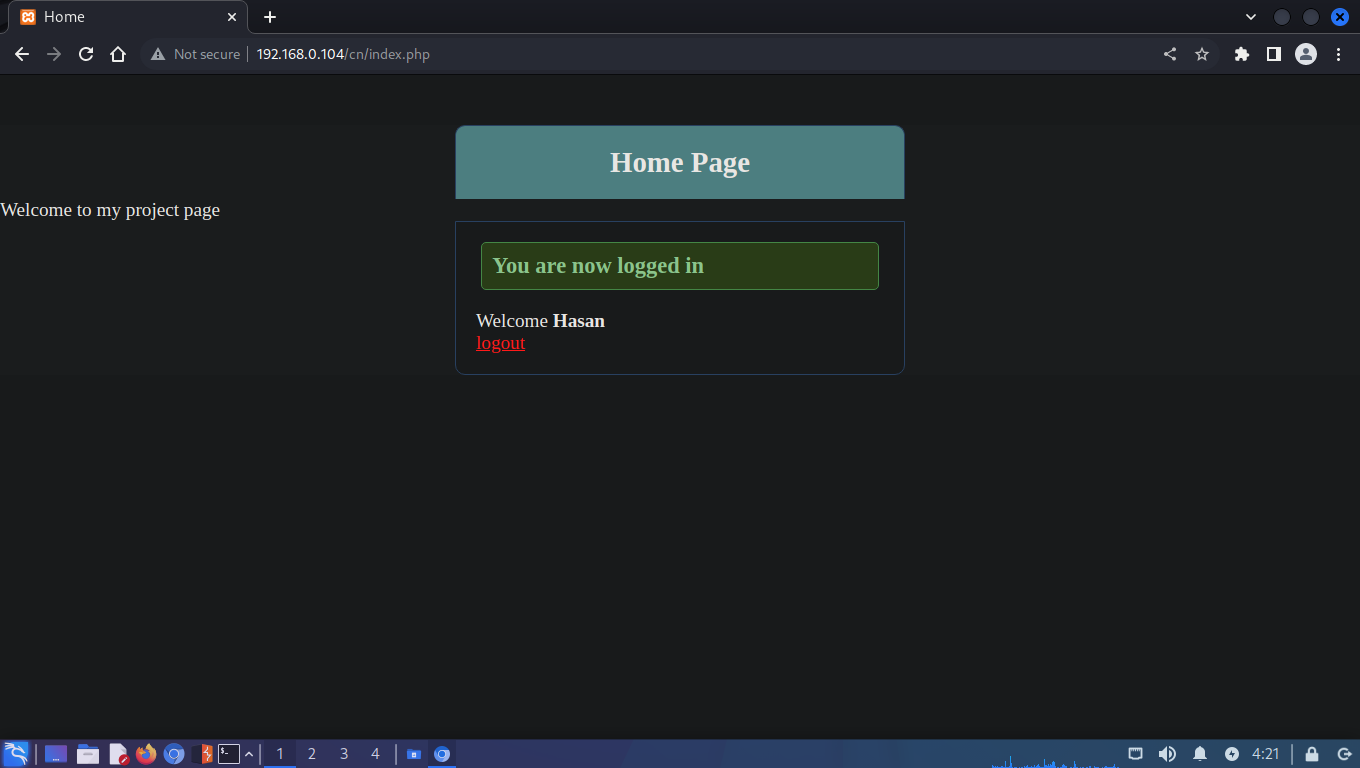 Home
Not secure 192.168.0.104/cn/index.php
Home Page
Welcome to my project page
You are now logged in
Welcome Hasan
logout
1 2 3 4 4:21